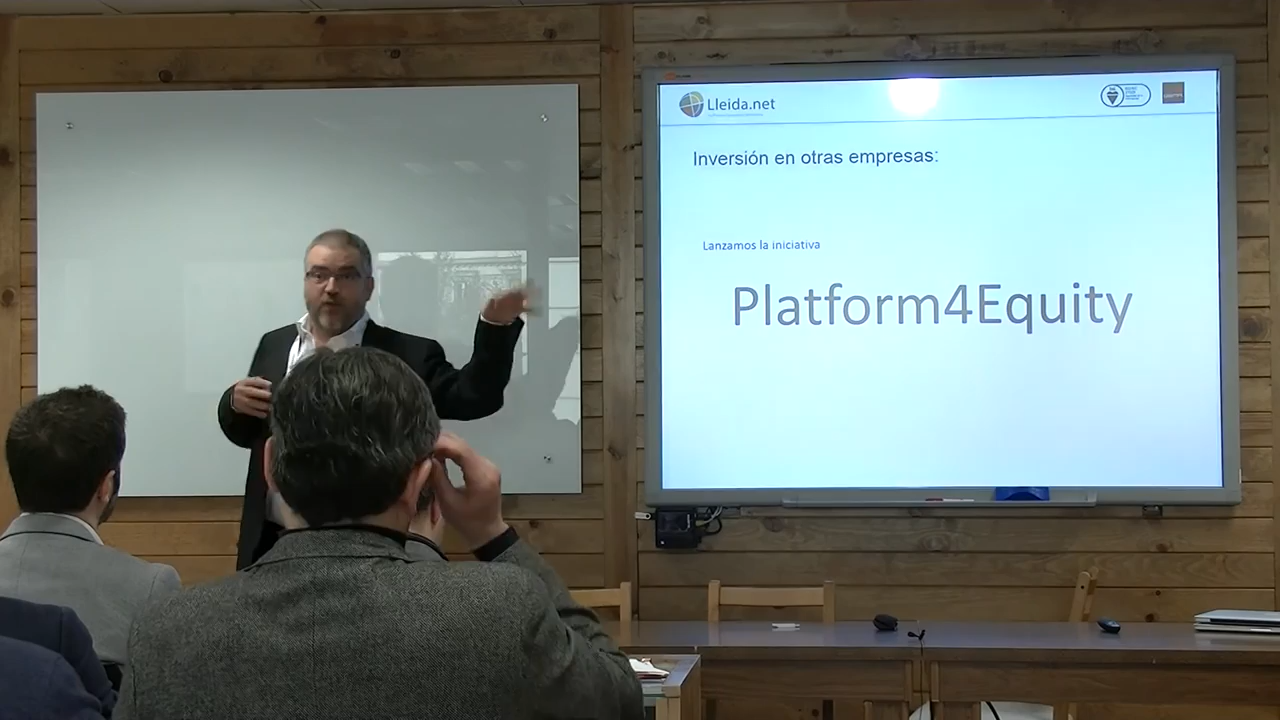 Lleida.net
Inversión en otras empresas:
Lanzamos la iniciativa
Platform4Equity